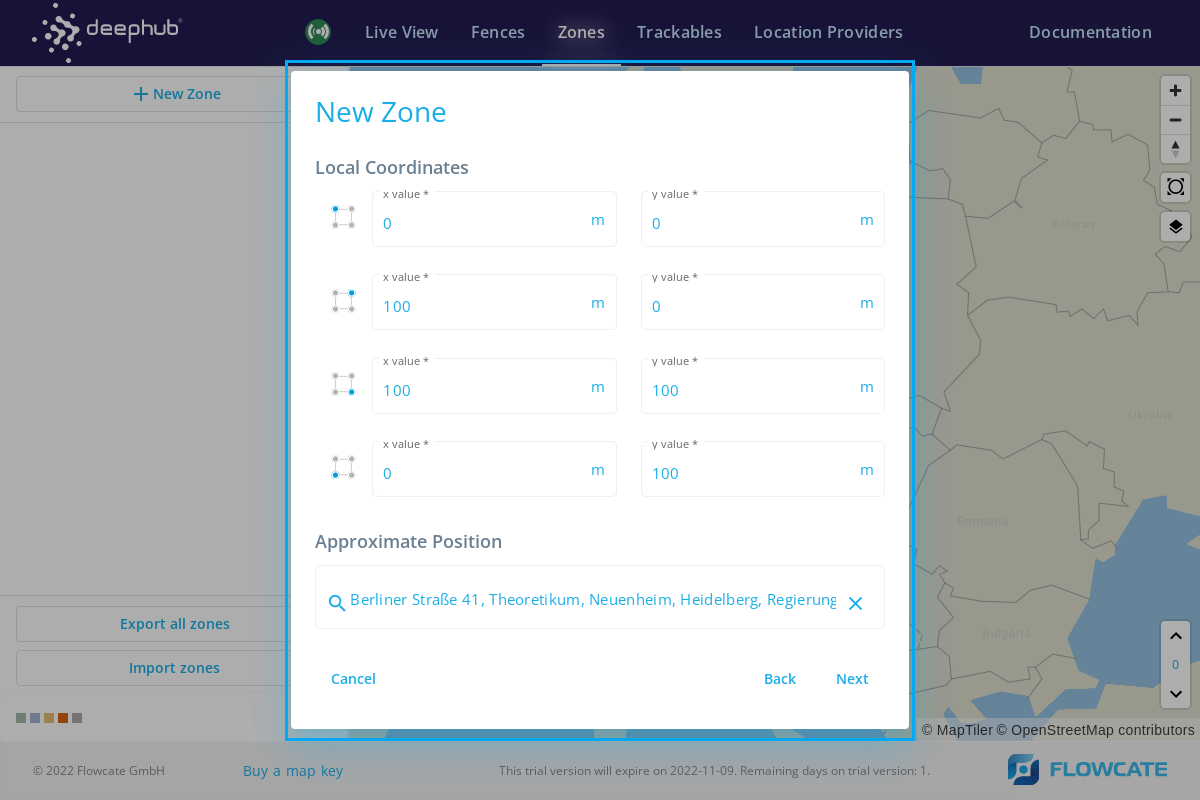 deephub®
Live View Fences Zones Trackables Location Providers Documentation
New Zone
New Zone
Local Coordinates
x value * y value *
0 m 0 m
x value * y value *
100 m 0 m
x value * y value *
100 m 100 m
x value * y value *
0 m 100 m
Approximate Position
Berliner Straße 41, Theoretikum, Neuenheim, Heidelberg, Regierung
Cancel Back Next
Export all zones
Import zones
Belarus
Ukraine
Romania
Bulgaria
0
© MapTiler © OpenStreetMap contributors
© 2022 Flowcate GmbH Buy a map key This trial version will expire on 2022-11-09. Remaining days on trial version: 1. FLOWCATE